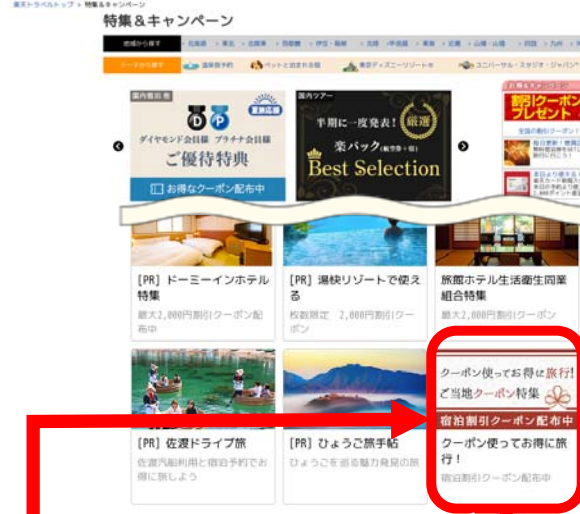 楽天トラベルトップ > 特集&キャンペーン
特集&キャンペーン
地域から探す
北海道
東北
北関東
首都圏
伊豆・箱根
北陸
甲信越
東海
近畿
山陽・山陰
四国
九州
テーマから探す
温泉宿予約
ペットと泊まれる宿
東京ディズニーリゾート®
ユニバーサル・スタジオ・ジャパン
国内宿泊 他
D P
ダイヤモンド会員様 プラチナ会員様
ご優待特典
お得なクーポン配布中
国内ツアー
半期に一度発表!
厳選
楽パック(航空券+宿)
Best Selection
割引クーポン
プレゼント
全国の割引クーポン!
[PR] ドーミーインホテル
特集
最大2,000円割引クーポン配
布中
[PR] 湯快リゾートで使え
る
枚数限定 2,000円割引クー
ポン
旅館ホテル生活衛生同業
組合特集
最大2,000円割引クーポン
[PR] 佐渡ドライブ旅
佐渡汽船利用と宿泊予約でお
得に旅しよう
[PR] ひょうご旅手帖
ひょうごを巡る魅力発見の旅
クーポン使ってお得に旅行!
ご当地クーポン特集
宿泊割引クーポン配布中
クーポン使ってお得に旅
行!
宿泊割引クーポン配布中